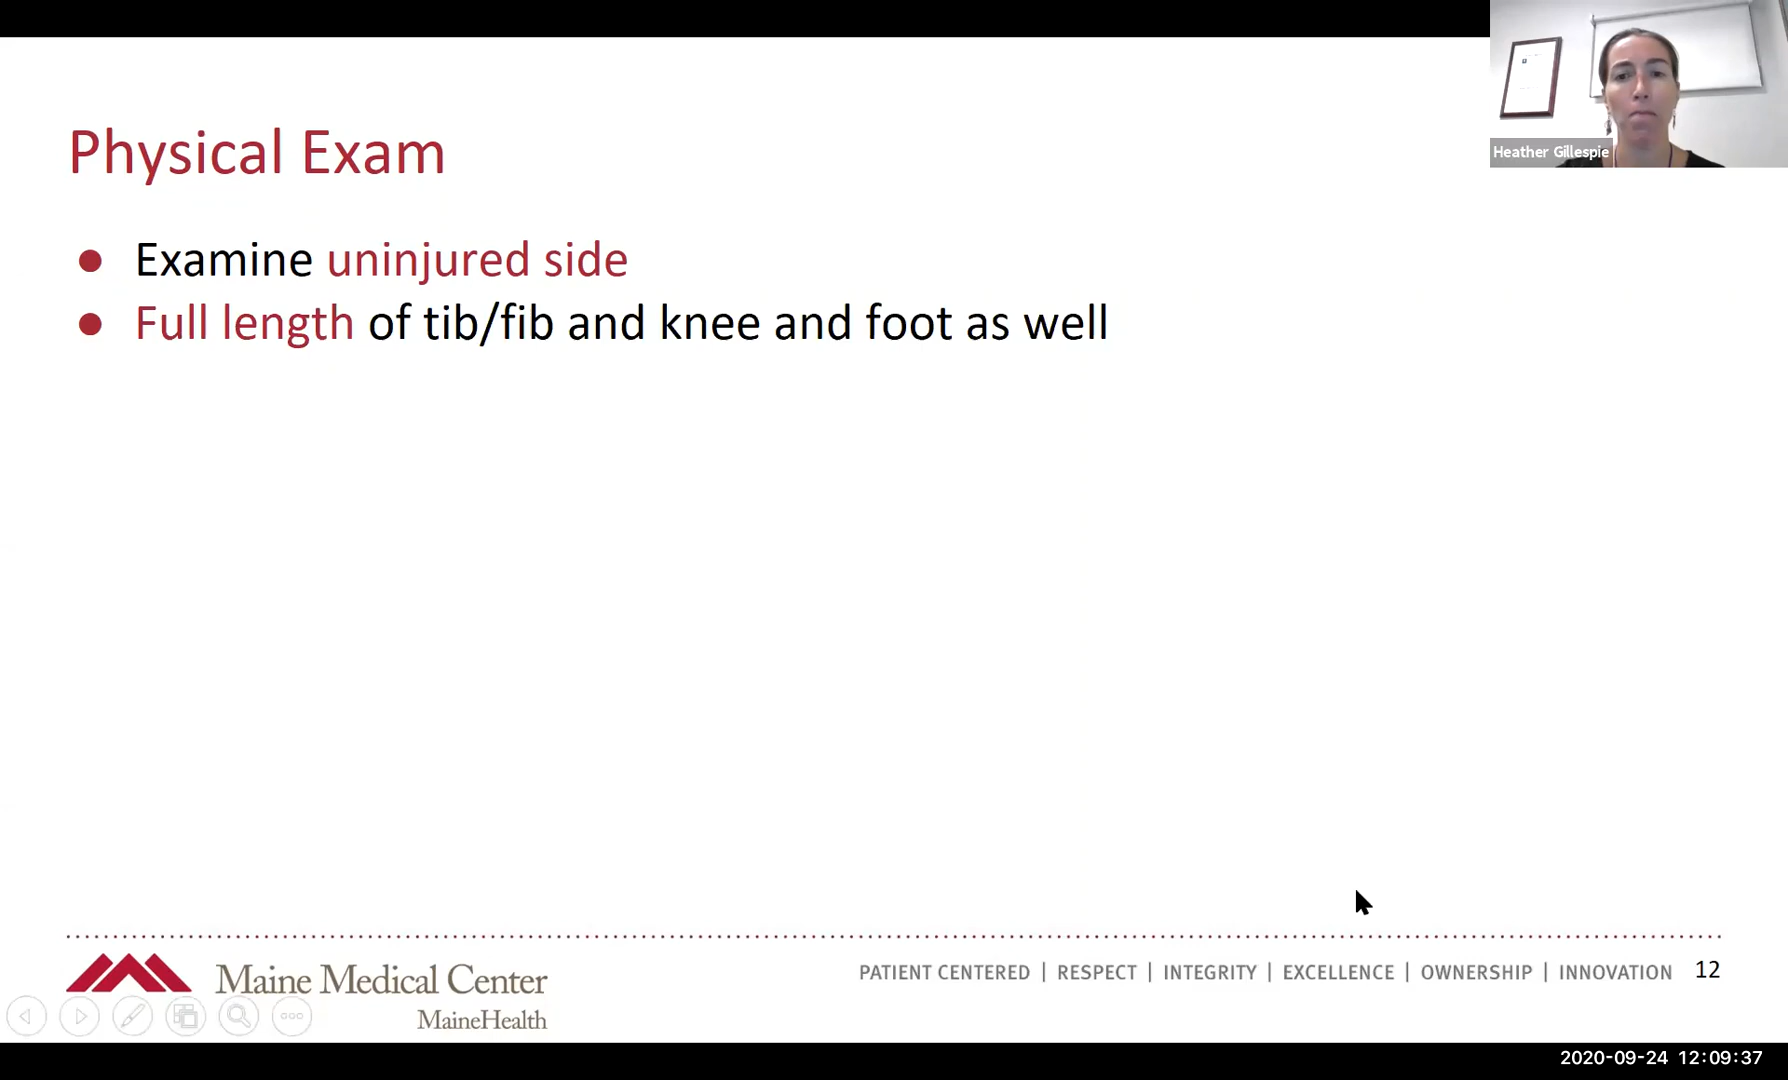 Heather Gillespie
Physical Exam
Examine uninjured side
Full length of tib/fib and knee and foot as well
Maine Medical Center
MaineHealth
PATIENT CENTERED | RESPECT | INTEGRITY | EXCELLENCE | OWNERSHIP | INNOVATION 12
2020-09-24 12:09:37